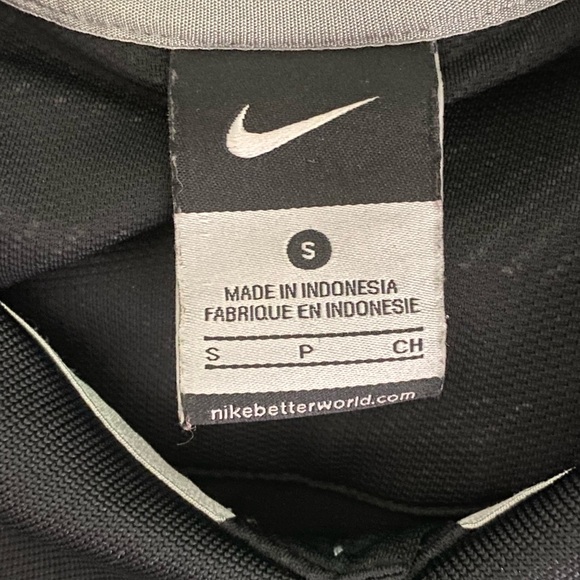 S
MADE IN INDONESIA
FABRIQUE EN INDONESIE
S P CH
nikebetterworld.com